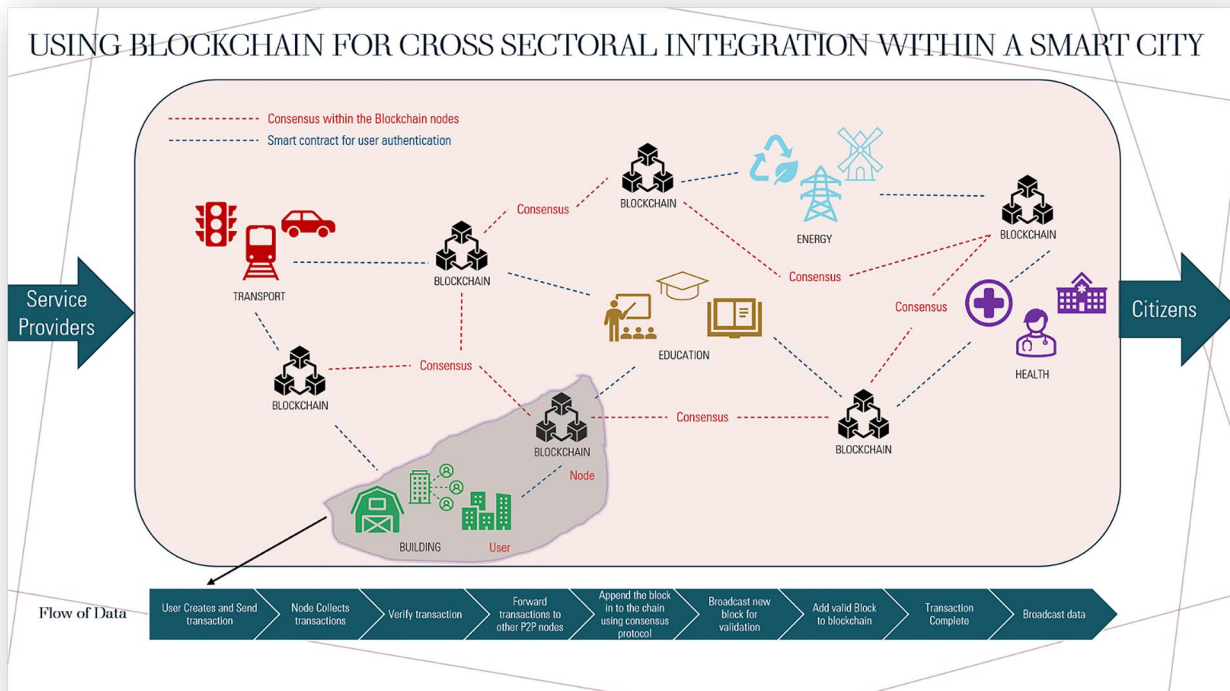 USING BLOCKCHAIN FOR CROSS SECTORAL INTEGRATION WITHIN A SMART CITY
Consensus within the Blockchain nodes
Smart contract for user authentication
BLOCKCHAIN
Consensus
ENERGY
BLOCKCHAIN
BLOCKCHAIN
TRANSPORT
Consensus
Consensus
Service
Providers
Citizens
EDUCATION
HEALTH
Consensus
BLOCKCHAIN
BLOCKCHAIN
Consensus
BLOCKCHAIN
Node
BUILDING
User
Flow of Data
User Creates and Send
transaction
Node Collects
transactions
Verify transaction
Forward
transactions to
other P2P nodes
Append the block
in to the chain
using consensus
protocol
Broadcast new
block for
validation
Add valid Block
to blockchain
Transaction
Complete
Broadcast data